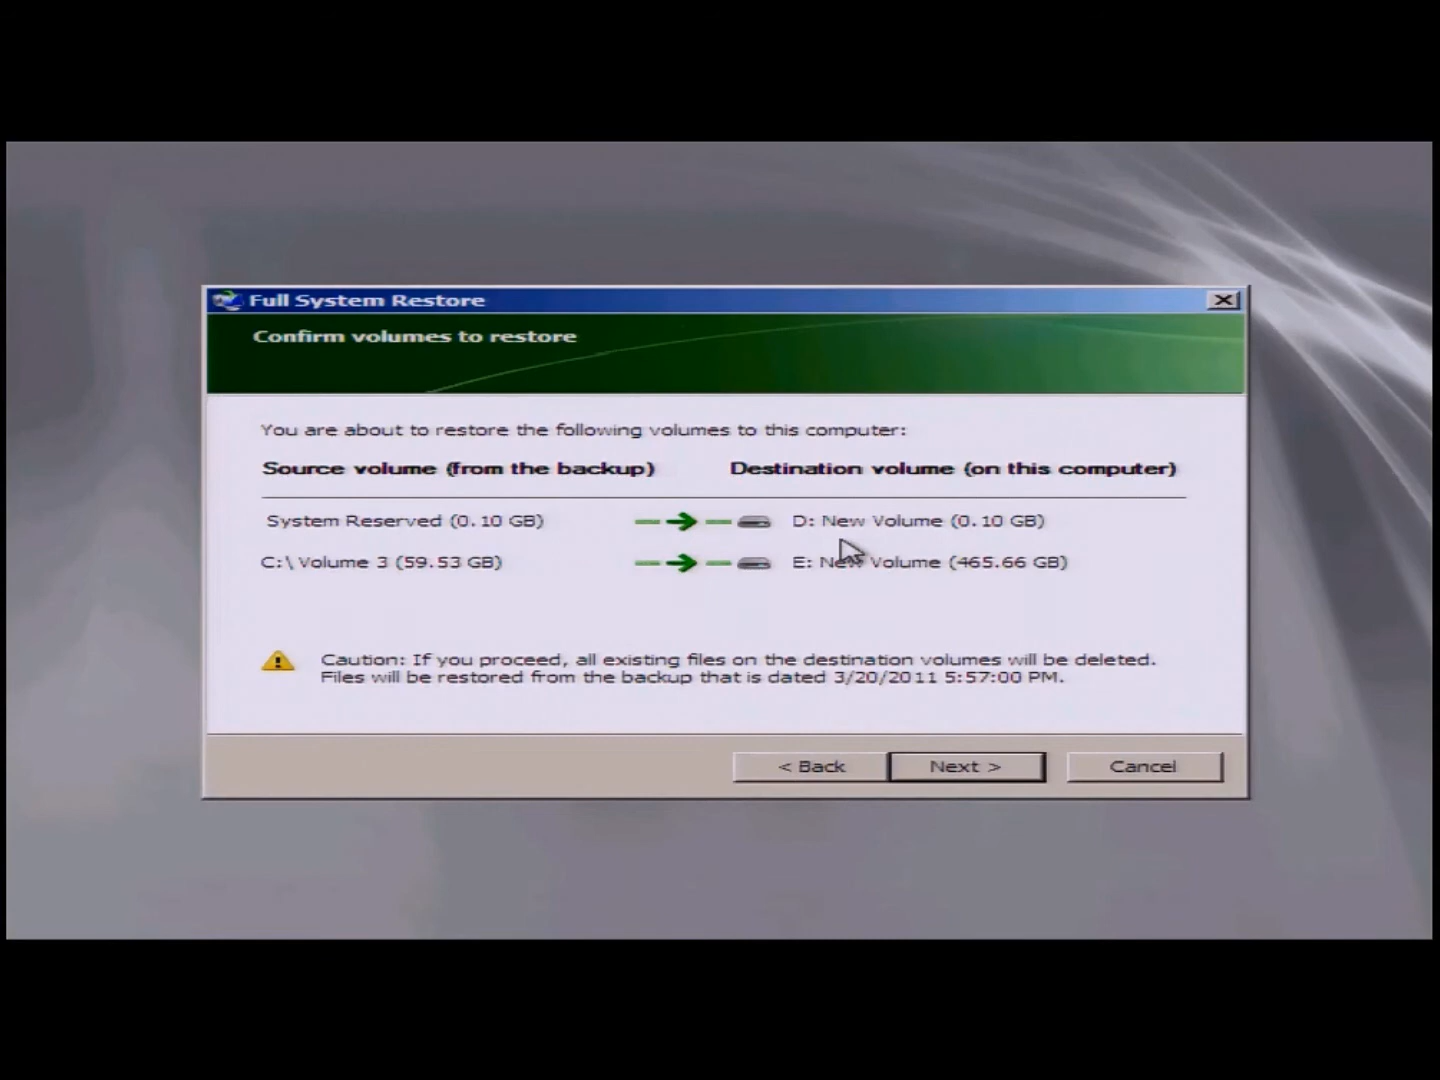 Full System Restore
Confirm volumes to restore
You are about to restore the following volumes to this computer:
Source volume (from the backup) Destination volume (on this computer)
System Reserved (0.10 GB) D: New Volume (0.10 GB)
C:\Volume 3 (59.53 GB) E: New Volume (465.66 GB)
Caution: If you proceed, all existing files on the destination volumes will be deleted.
Files will be restored from the backup that is dated 3/20/2011 5:57:00 PM.
< Back Next > Cancel